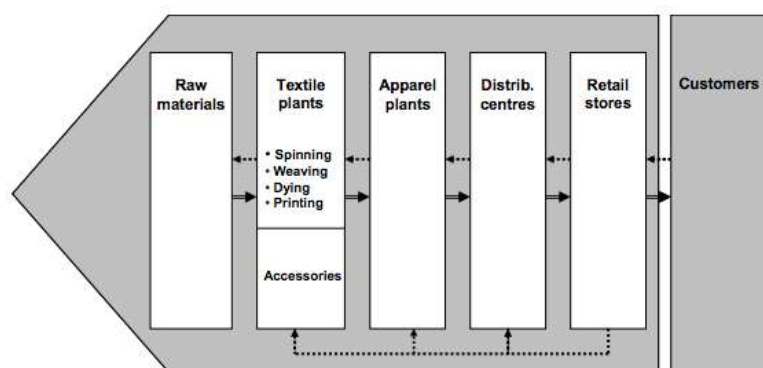 Raw
materials
Textile
plants
• Spinning
• Weaving
• Dying
• Printing
Accessories
Apparel
plants
Distrib.
centres
Retail
stores
Customers